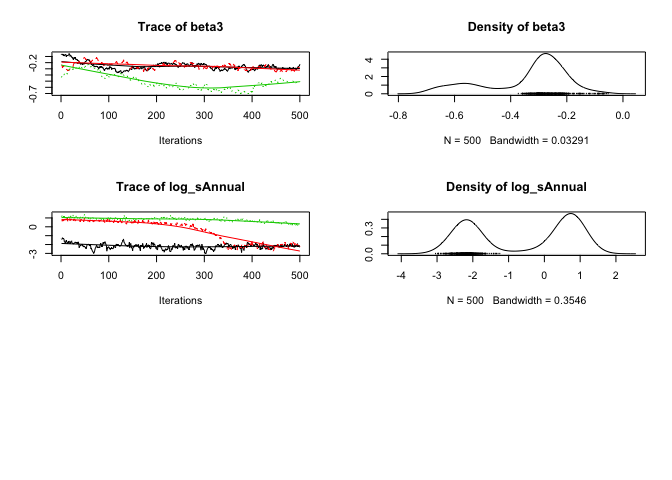 Trace of beta3
-0.2
-0.7
0 100 200 300 400 500
Iterations
Density of beta3
4
2
0
-0.8 -0.6 -0.4 -0.2 0.0
N = 500 Bandwidth = 0.03291
Trace of log_sAnnual
0
-3
0 100 200 300 400 500
Iterations
Density of log_sAnnual
0.3
0.0
-4 -3 -2 -1 0 1 2
N = 500 Bandwidth = 0.3546